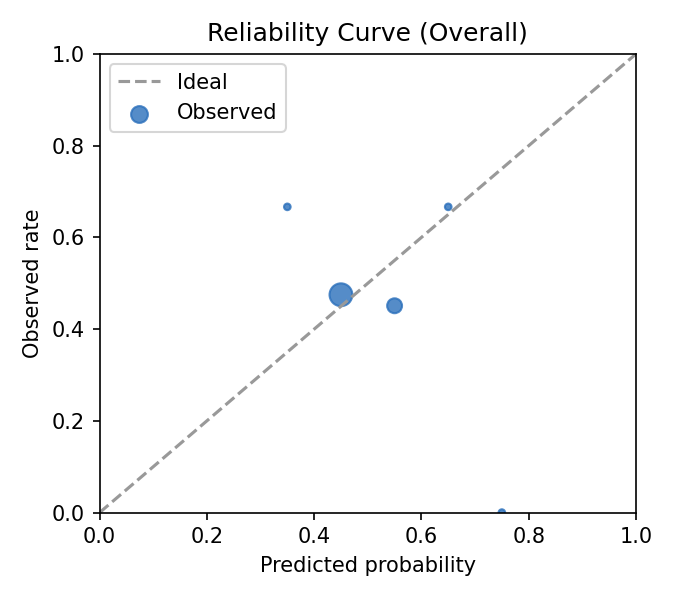 Reliability Curve (Overall)
Ideal
Observed
Observed rate
1.0
0.8
0.6
0.4
0.2
0.0
0.0 0.2 0.4 0.6 0.8 1.0
Predicted probability